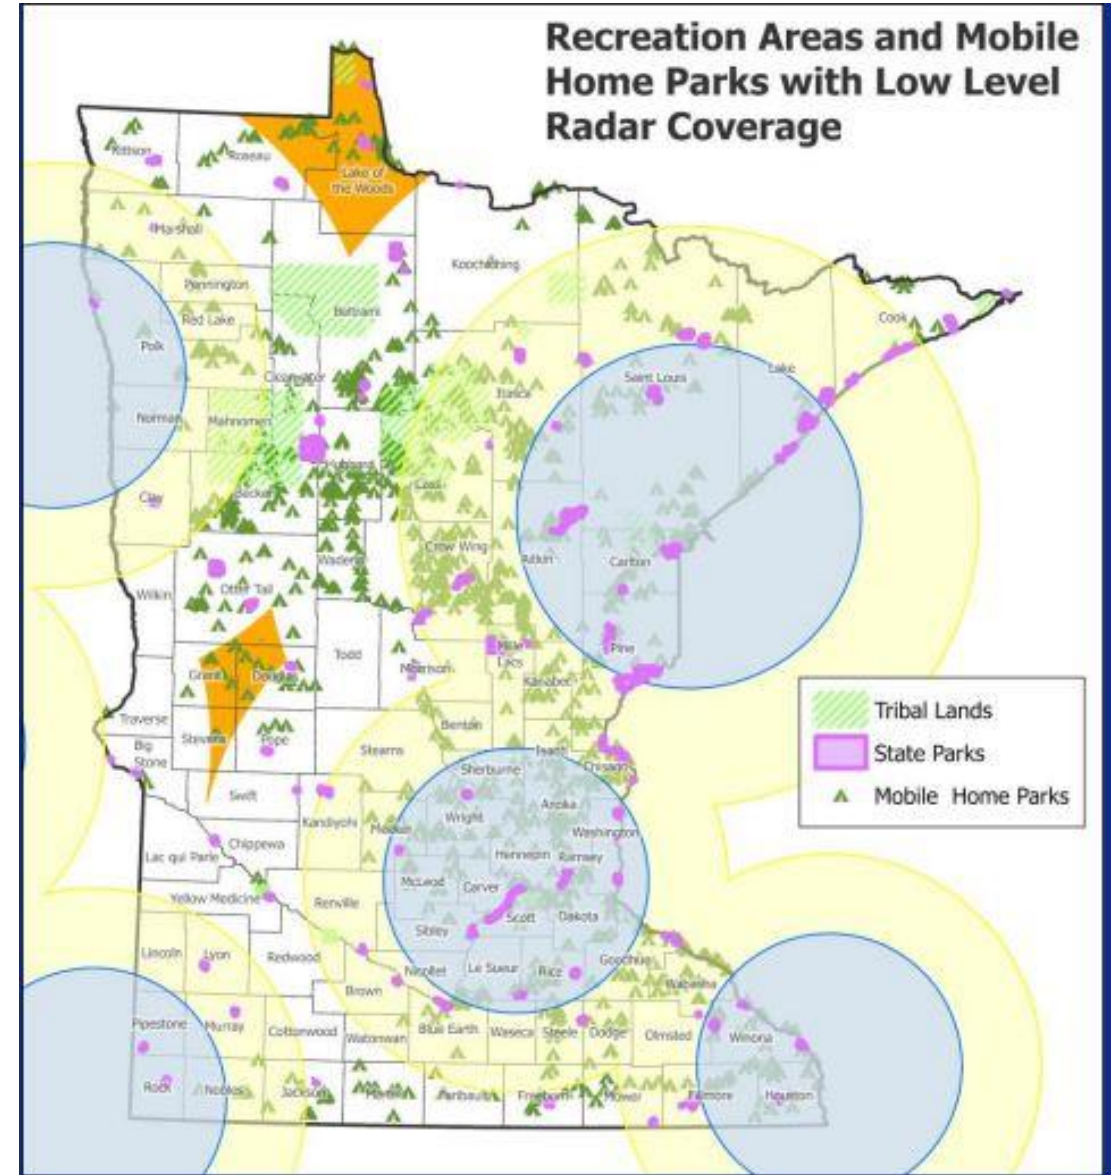 Recreation Areas and Mobile
Home Parks with Low Level
Radar Coverage
Kittson
Roseau
Lake of
the Woods
Marshall
Koochiching
Pennington
Beltrami
Red Lake
Cook
Polk
Clearwater
Saint Louis
Lake
Itasca
Norman
Mahnomen
Hubbard
Becker
Cass
Clay
Crow Wing
Aitkin
Carlton
Wadena
Otter Tail
Wilkin
Pine
Todd
Mille
Lacs
Morrison
Grant
Douglas
Kanabec
Traverse
Tribal Lands
Stevens
Pope
Benton
Big
Stone
Stearns
Isanti
State Parks
Chisago
Sherburne
Swift
Mobile Home Parks
Anoka
Kandiyohi
Wright
Meeker
Washington
Chippewa
Lac qui Parle
Hennepin
Ramsey
McLeod
Carver
Yellow Medicine
Renville
Scott
Dakota
Sibley
Lincoln
Lyon
Redwood
Goodhue
Nicollet
Le Sueur
Rice
Wabasha
Brown
Pipestone
Murray
Cottonwood
Watonwan
Blue Earth
Waseca
Steele
Dodge
Olmsted
Winona
Rock
Nobles
Jackson
Martin
Faribault
Freeborn
Mower
Fillmore
Houston